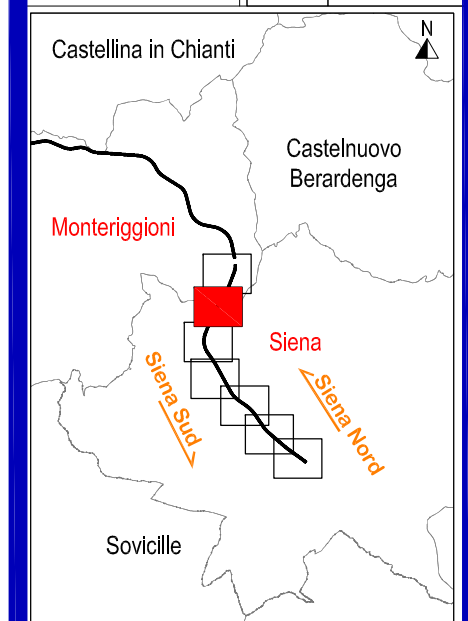 N
Castellina in Chianti
Castelnuovo
Berardenga
Monteriggioni
Siena
Siena Sud
Siena Nord
Sovicille